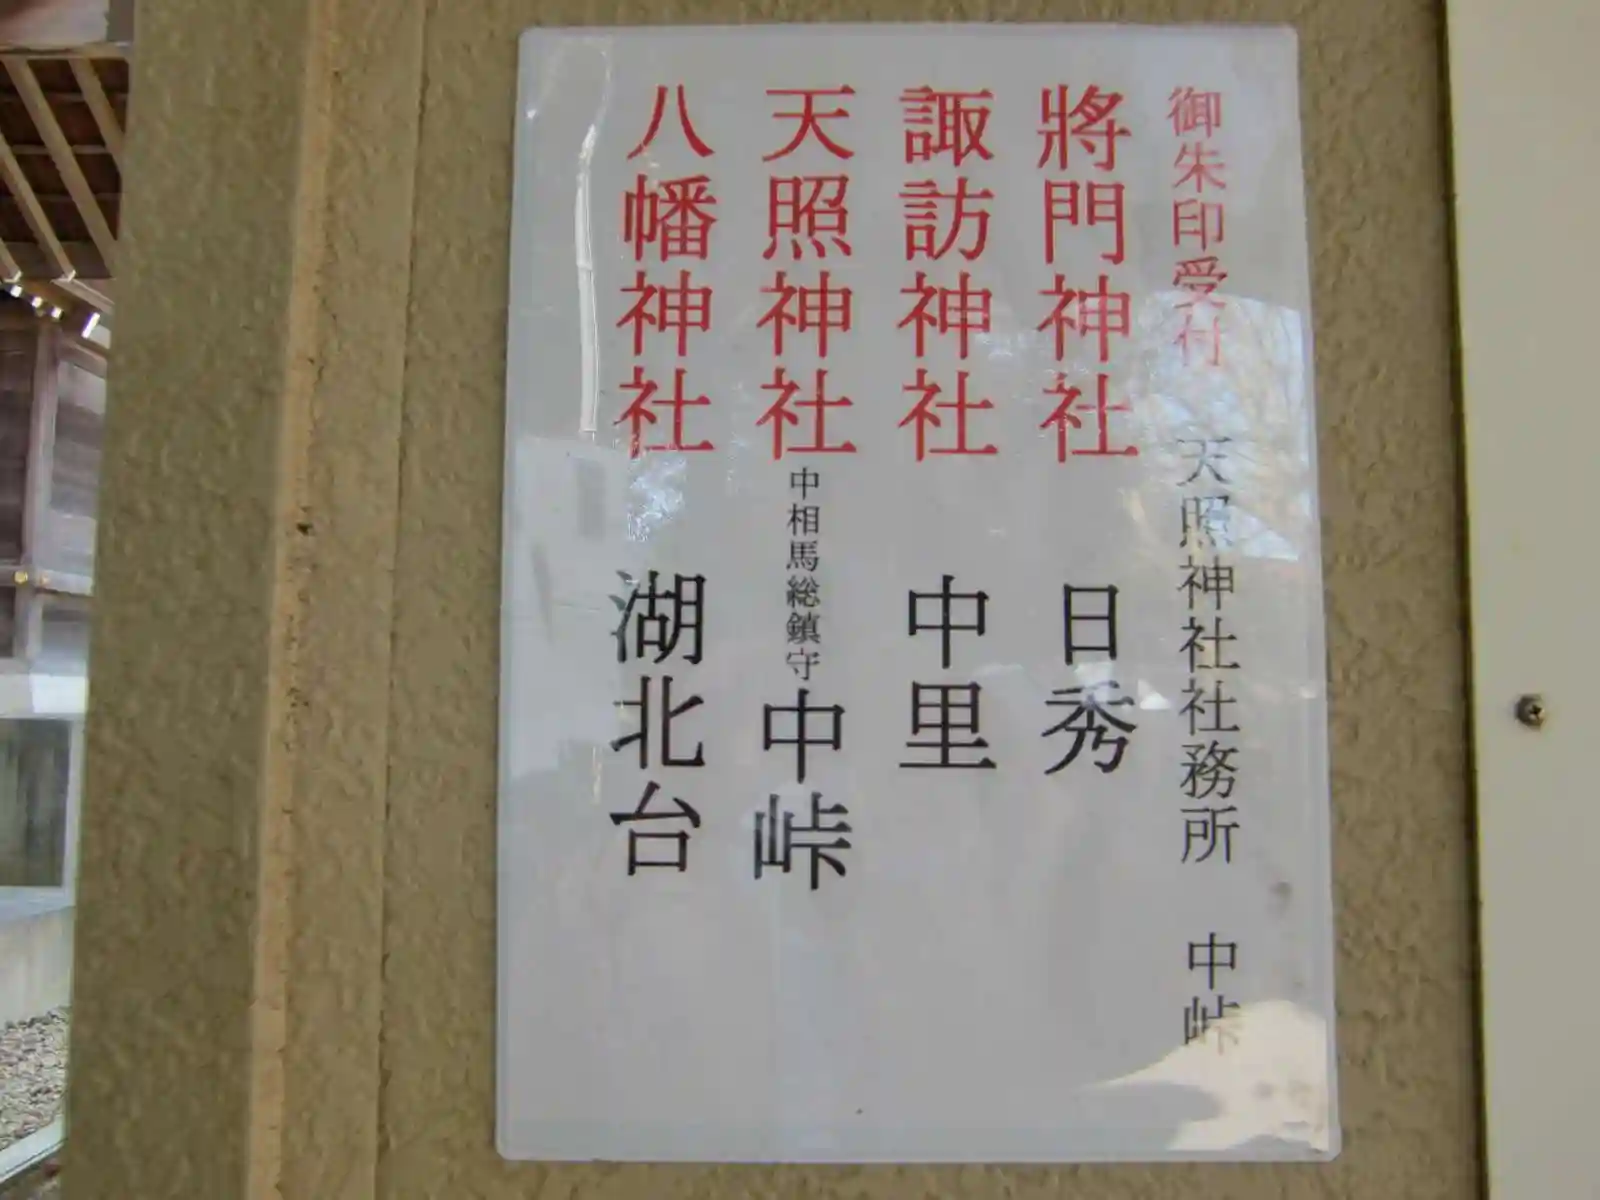 御朱印受付 天照神社社務所 中峠
將門神社 日秀
諏訪神社 中里
天照神社 中相馬総鎮守 中峠
八幡神社 湖北台